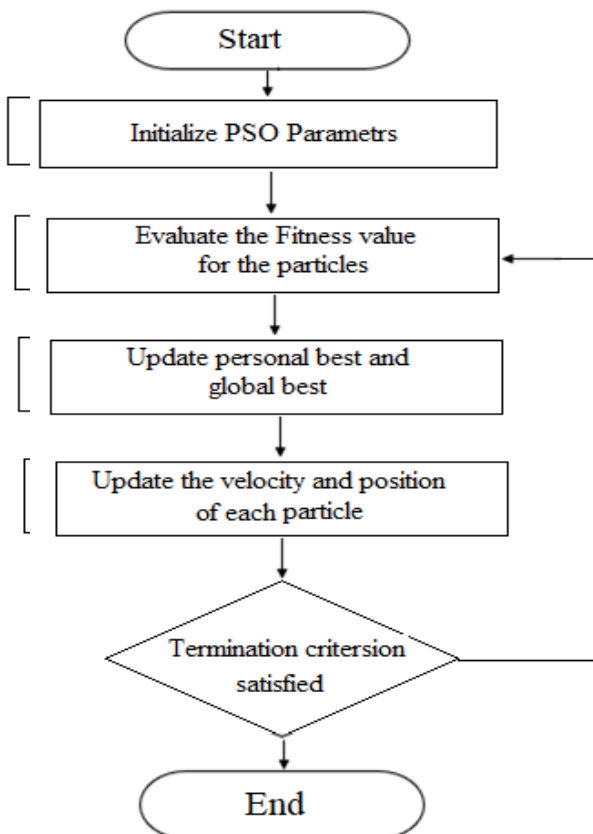 Start
Initialize PSO Parametrs
Evaluate the Fitness value
for the particles
Update personal best and
global best
Update the velocity and position
of each particle
Termination critersion
satisfied
End